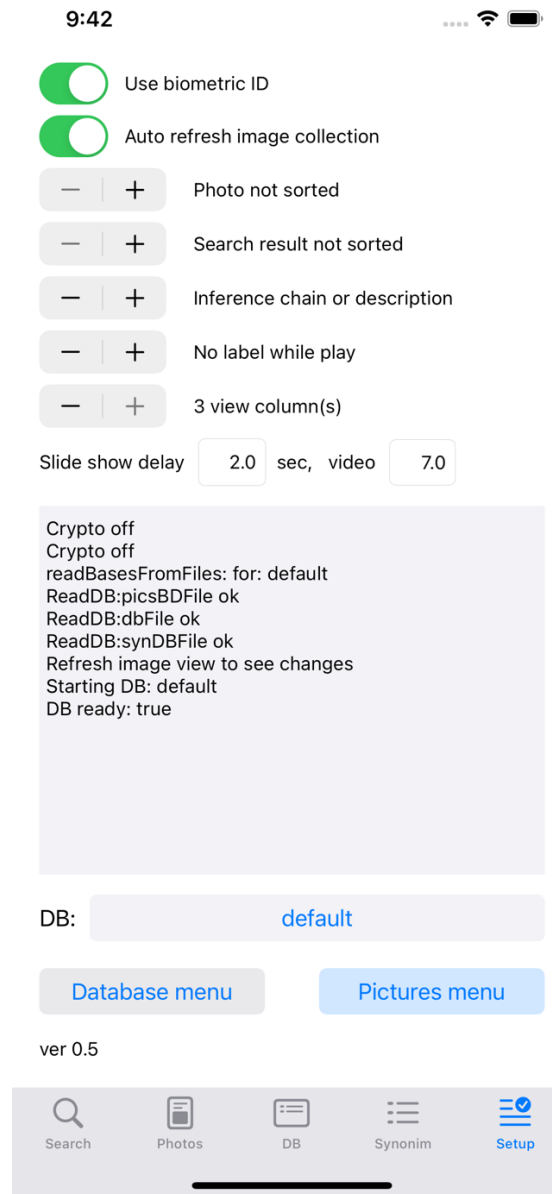 9:42
Use biometric ID
Auto refresh image collection
Photo not sorted
Search result not sorted
Inference chain or description
No label while play
3 view column(s)
Slide show delay 2.0 sec, video 7.0
Crypto off
Crypto off
readBasesFromFiles: for: default
ReadDB:picsBDFile ok
ReadDB:dbFile ok
ReadDB:synDBFile ok
Refresh image view to see changes
Starting DB: default
DB ready: true
DB: default
Database menu Pictures menu
ver 0.5
Search Photos DB Synonim Setup